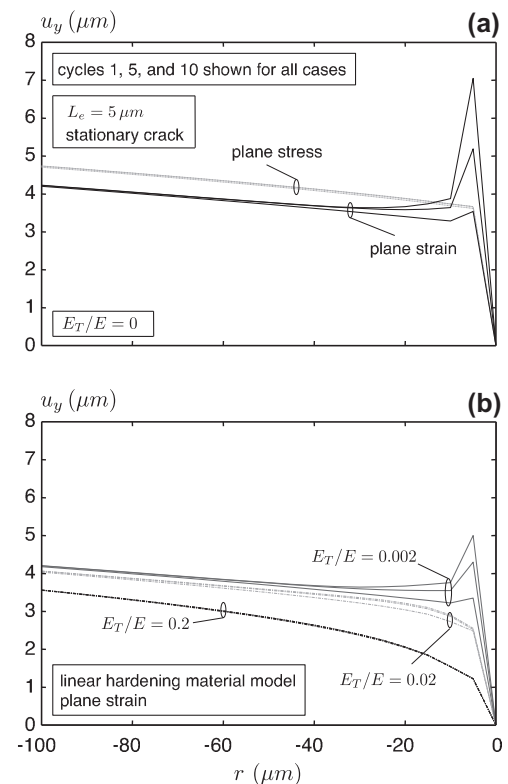 u_y (μm)
(a)
8
7
6
5
4
3
2
1
0
cycles 1, 5, and 10 shown for all cases
L_e = 5 μm
stationary crack
plane stress
plane strain
E_T/E = 0
u_y (μm)
(b)
8
7
6
5
4
3
2
1
0
E_T/E = 0.002
E_T/E = 0.2
E_T/E = 0.02
linear hardening material model
plane strain
-100
-80
-60
-40
-20
0
r (μm)